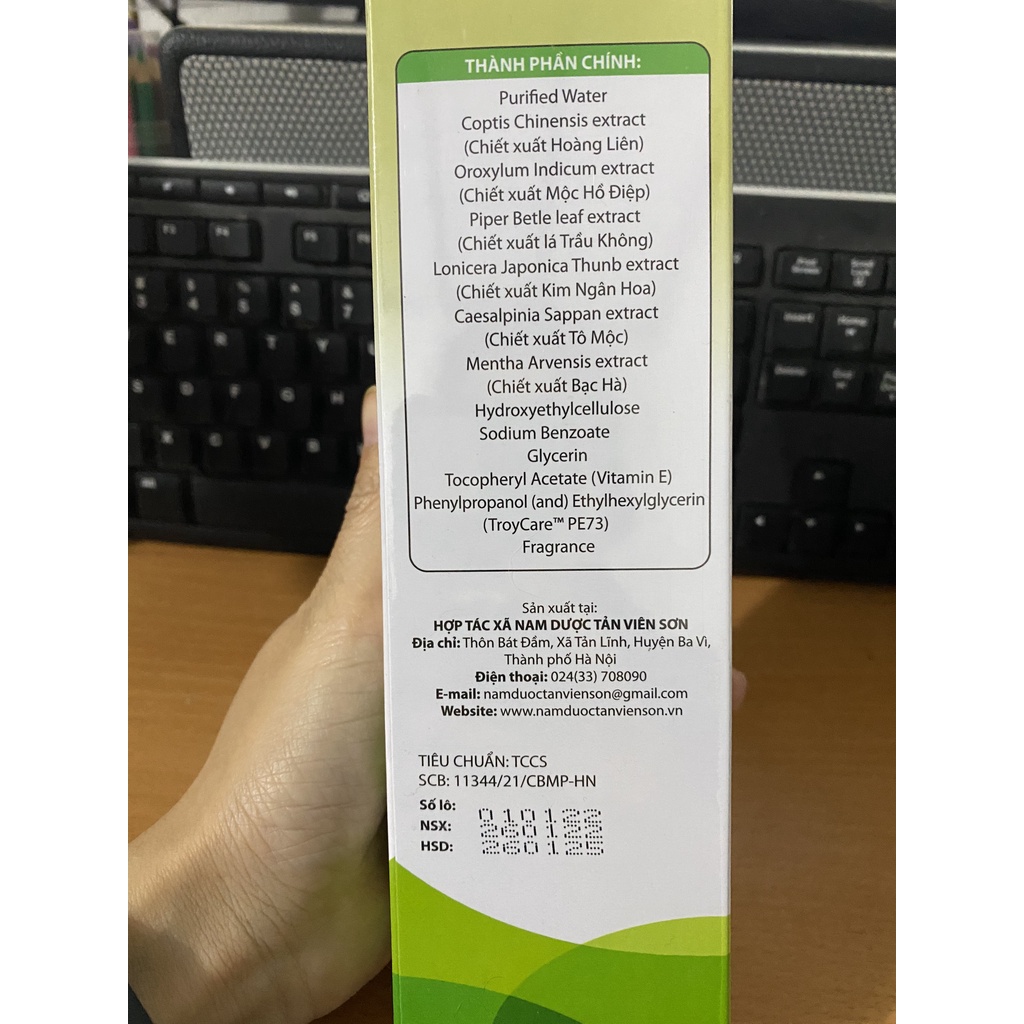 THÀNH PHẦN CHÍNH:
Purified Water
Coptis Chinensis extract
(Chiết xuất Hoàng Liên)
Oroxylum Indicum extract
(Chiết xuất Mộc Hồ Điệp)
Piper Betle leaf extract
(Chiết xuất lá Trầu Không)
Lonicera Japonica Thunb extract
(Chiết xuất Kim Ngân Hoa)
Caesalpinia Sappan extract
(Chiết xuất Tô Mộc)
Mentha Arvensis extract
(Chiết xuất Bạc Hà)
Hydroxyethylcellulose
Sodium Benzoate
Glycerin
Tocopheryl Acetate (Vitamin E)
Phenylpropanol (and) Ethylhexylglycerin
(TroyCare™ PE73)
Fragrance
Sản xuất tại:
HỢP TÁC XÃ NAM DƯỢC TẢN VIÊN SƠN
Địa chỉ: Thôn Bát Đầm, Xã Tản Lĩnh, Huyện Ba Vì,
Thành phố Hà Nội
Điện thoại: 024(33) 708090
E-mail: namduoctanvienson@gmail.com
Website: www.namduoctanvienson.vn
TIÊU CHUẨN: TCCS
SCB: 11344/21/CBMP-HN
Số lô: 010122
NSX: 260122
HSD: 260125